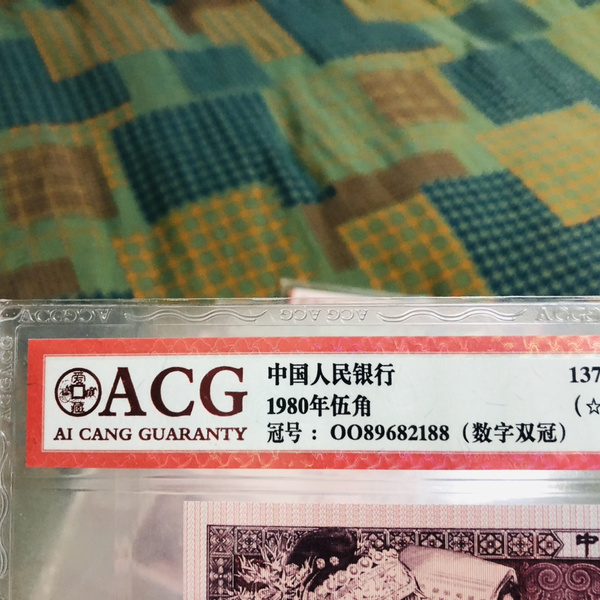 ACG
AI CANG GUARANTY
中国人民银行
1980年伍角
冠号：OO89682188（数字双冠）
137
(☆
中
ACG ACG